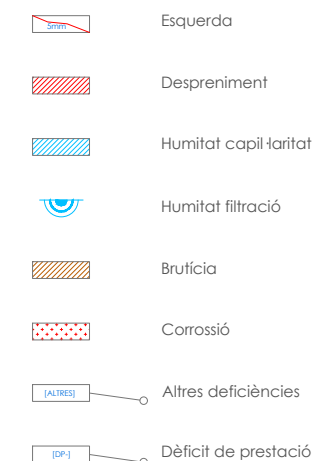 5mm Esquerda
Despreniment
Humitat capil·laritat
Humitat filtració
Brutícia
Corrossió
[ALTRES] Altres deficiències
[DP-] Dèficit de prestació